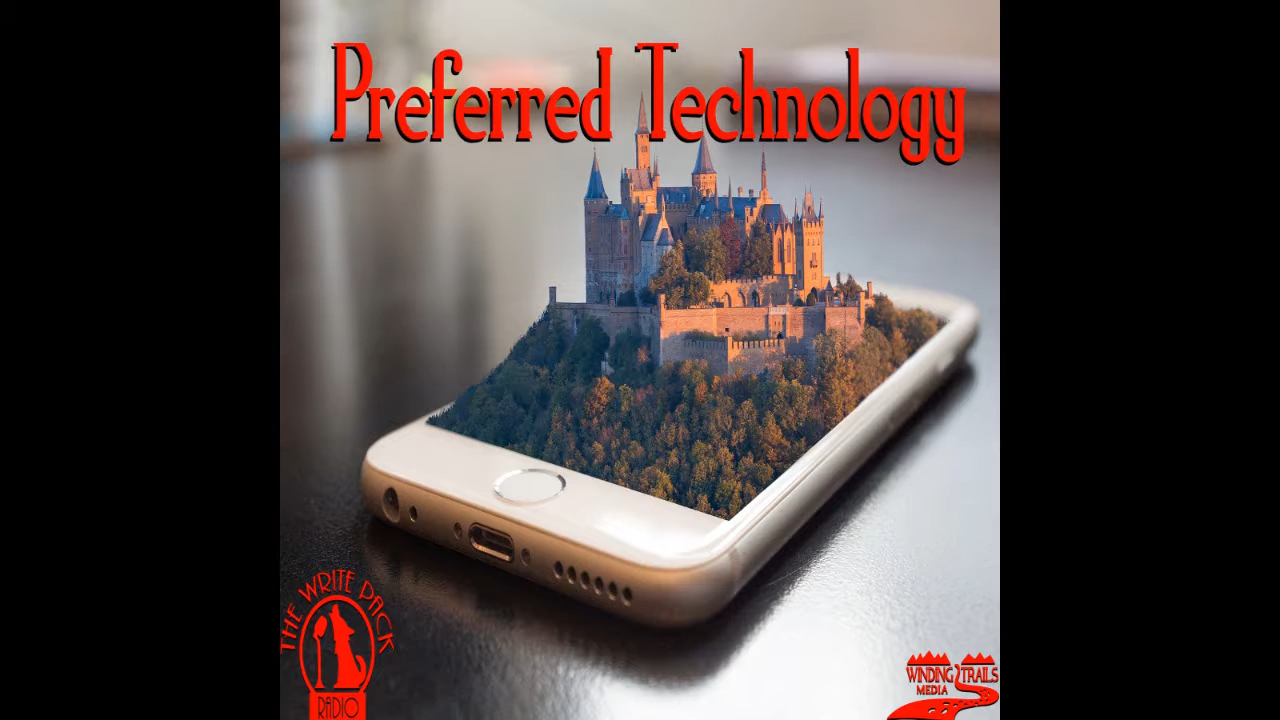 Preferred Technology
THE WRITE PACK
RADIO
WINDING TRAILS
MEDIA